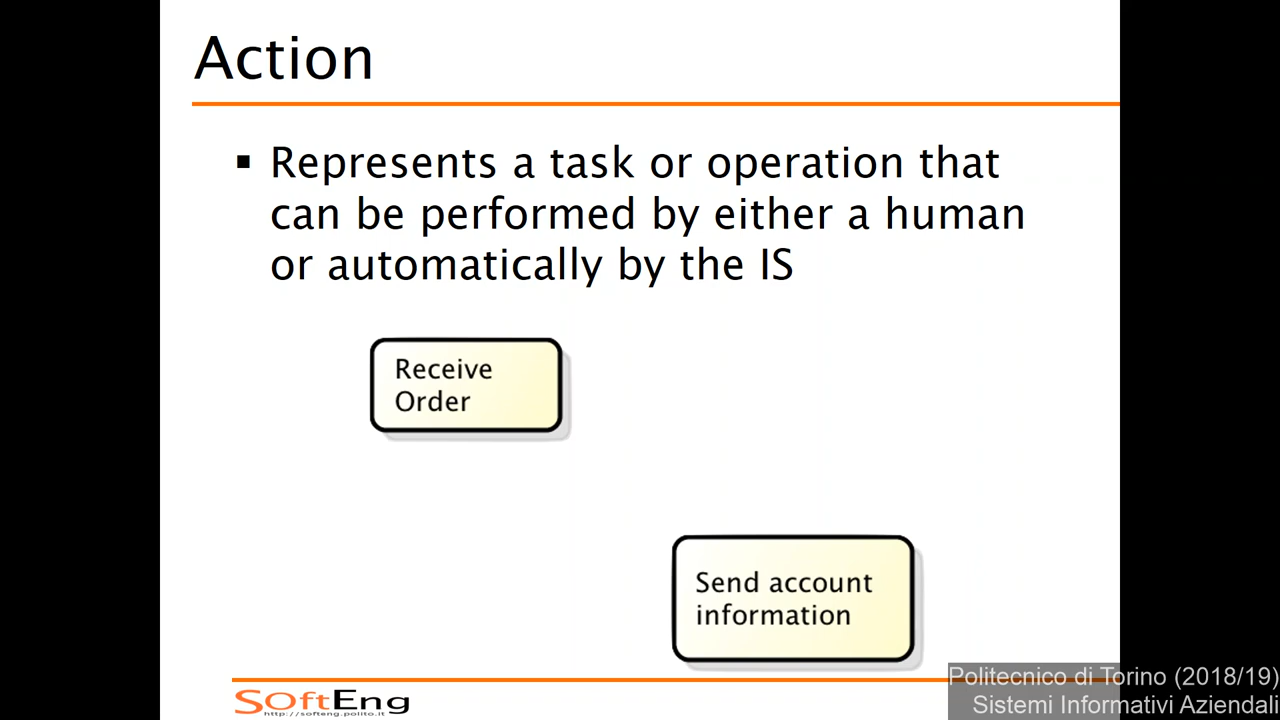 Action
▪ Represents a task or operation that
can be performed by either a human
or automatically by the IS
Receive
Order
Send account
information
SoftEng
http://softeng.polito.it
Politecnico di Torino (2018/19)
Sistemi Informativi Aziendali